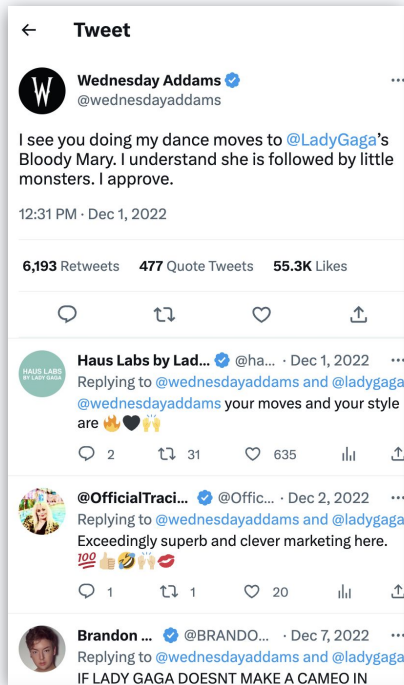 Tweet
W
Wednesday Addams
@wednesdayaddams
I see you doing my dance moves to @LadyGaga’s
Bloody Mary. I understand she is followed by little
monsters. I approve.
12:31 PM · Dec 1, 2022
6,193 Retweets 477 Quote Tweets 55.3K Likes
HAUS LABS
BY LADY GAGA
Haus Labs by Lad... @ha... · Dec 1, 2022
Replying to @wednesdayaddams and @ladygaga
@wednesdayaddams your moves and your style
are 🔥🖤🙌
2 31 635
@OfficialTraci... @Offic... · Dec 2, 2022
Replying to @wednesdayaddams and @ladygaga
Exceedingly superb and clever marketing here.
💯👍🏼🤣🙌🏼💋
1 1 20
Brandon ... @BRANDO... · Dec 7, 2022
Replying to @wednesdayaddams and @ladygaga
IF LADY GAGA DOESNT MAKE A CAMEO IN